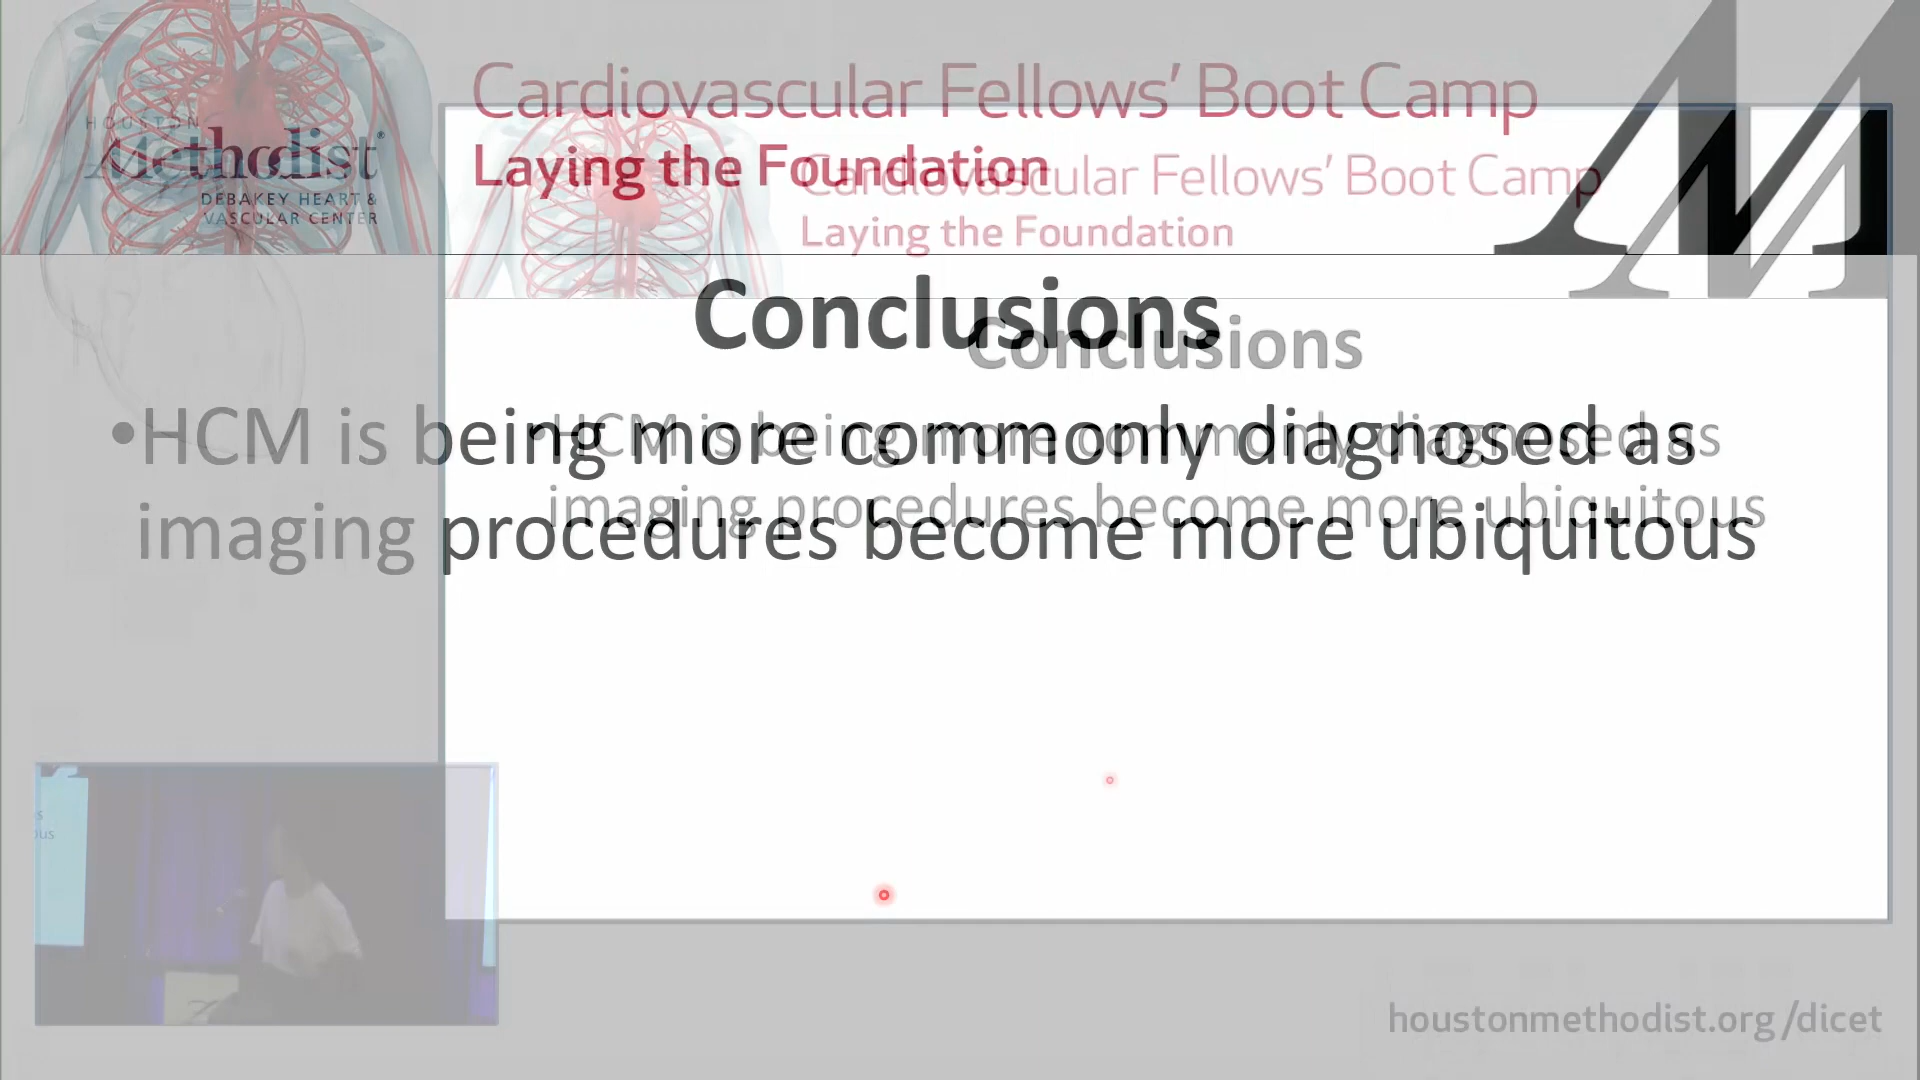 HOUSTON
Methodist®
DEBAKEY HEART &
VASCULAR CENTER
Cardiovascular Fellows’ Boot Camp
Laying the Foundation
Cardiovascular Fellows’ Boot Camp
Laying the Foundation
Conclusions
Conclusions
•HCM is being more commonly diagnosed as
imaging procedures become more ubiquitous
•HCM is being more commonly diagnosed as
imaging procedures become more ubiquitous
houstonmethodist.org/dicet